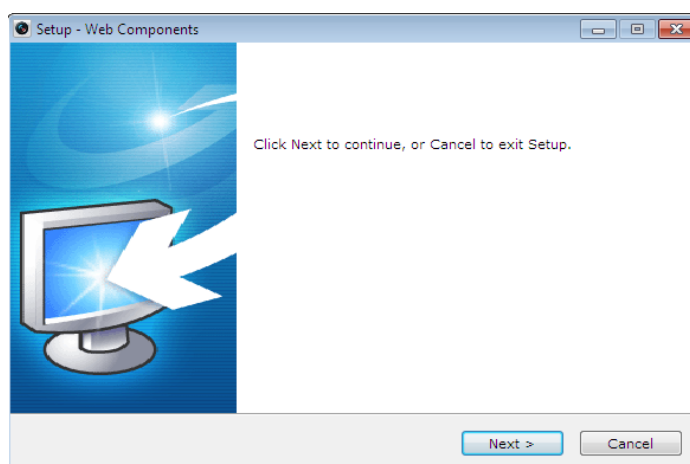 Setup - Web Components
Click Next to continue, or Cancel to exit Setup.
Next >
Cancel